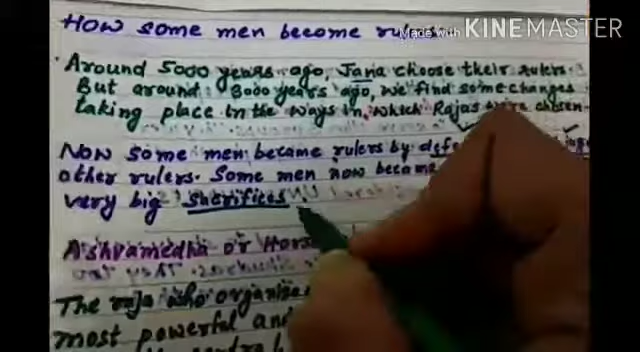 Made with KINEMASTER
How some men become rulers
Around 5000 years ago, Jana choose their rulers.
But around 3000 years ago, we find some changes
taking place in the ways in which Rajas were chosen
Now some men became rulers by
other rulers. Some men now became
very big Sacrifices
Ashvamedha or Horse
The raja who organise
most powerful and